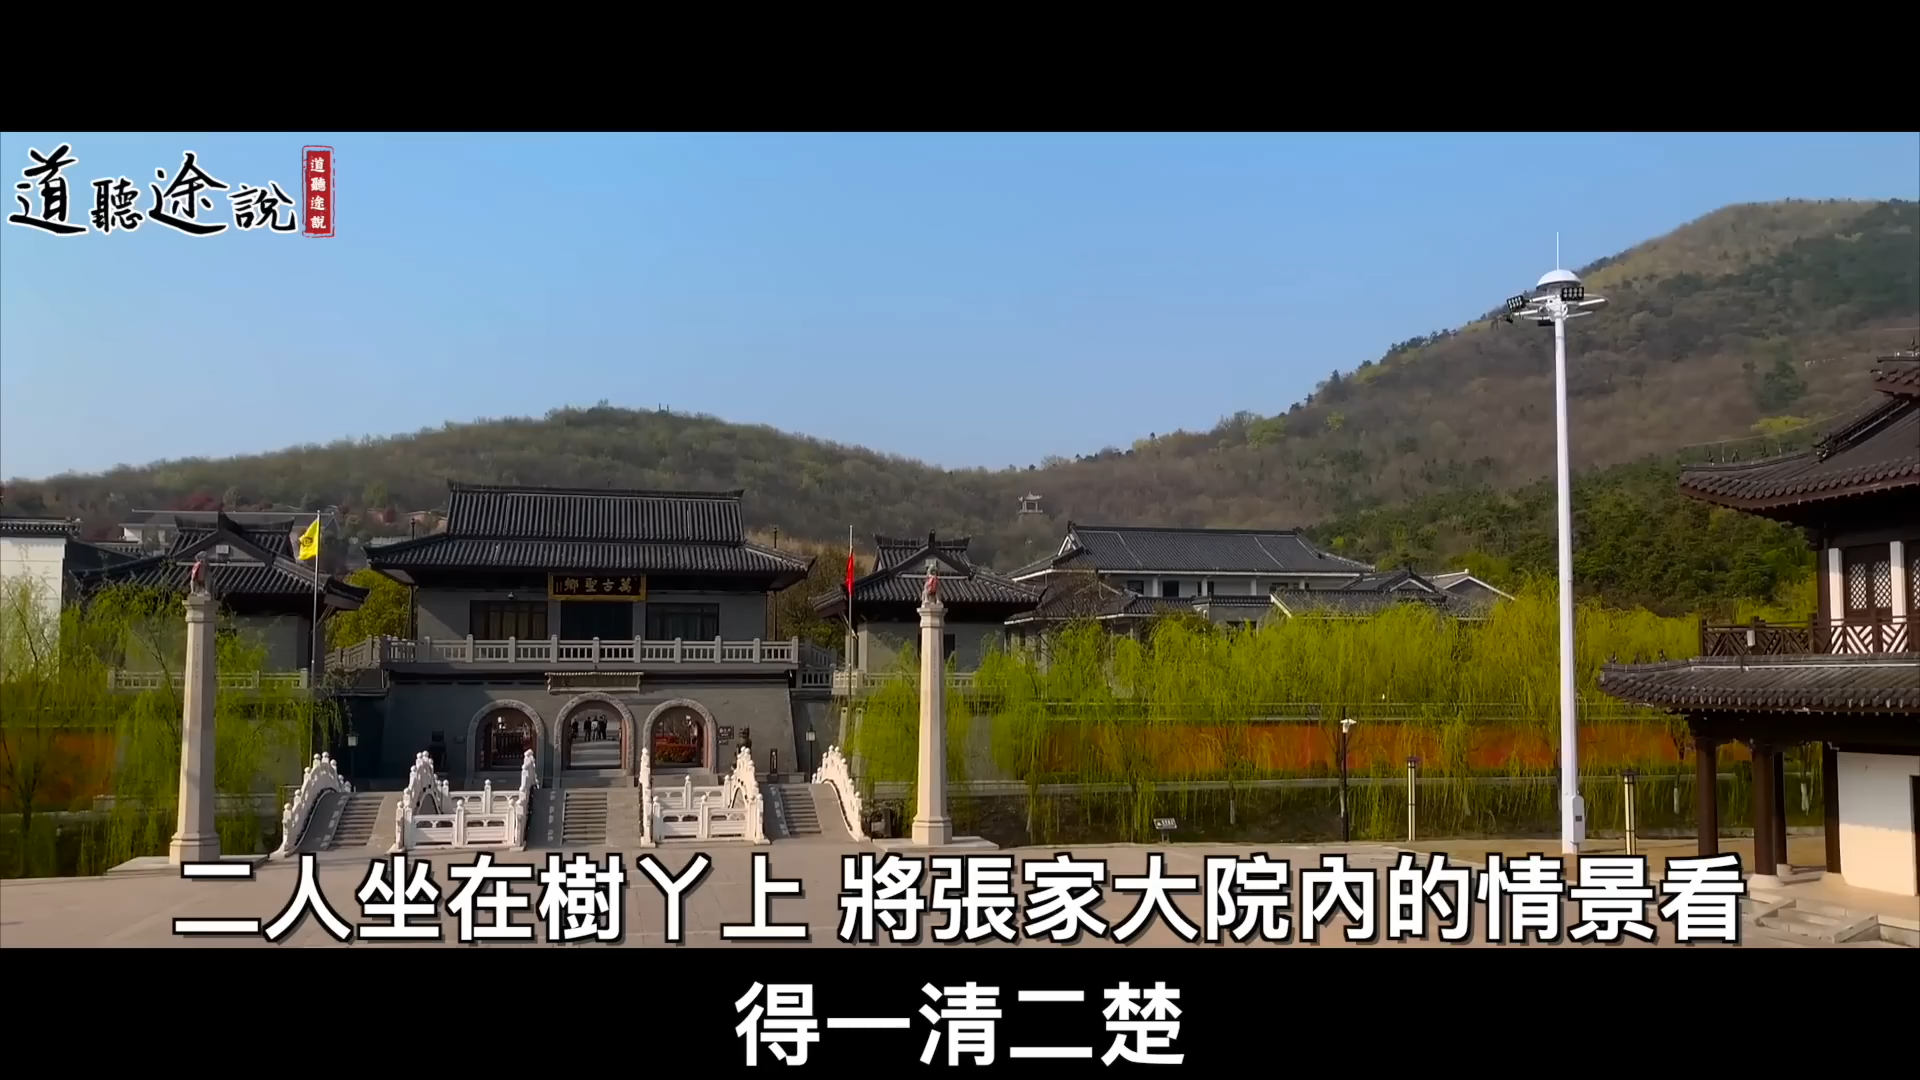 道聽途說
道聽途說
萬古聖鄉
二人坐在樹丫上 將張家大院內的情景看
得一清二楚